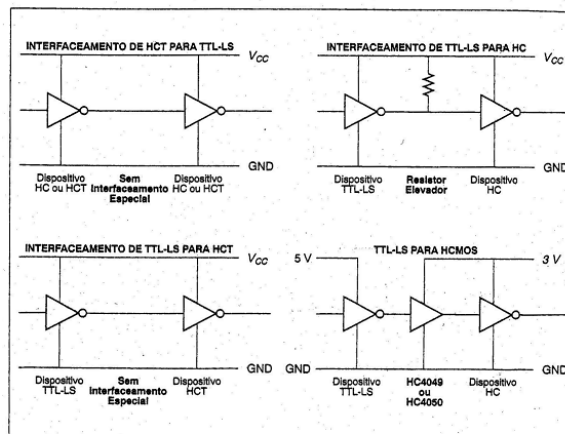 INTERFACEAMENTO DE HCT PARA TTL-LS
VCC
GND
Dispositivo
HC ou HCT
Sem
Interfaceamento
Especial
Dispositivo
HC ou HCT
INTERFACEAMENTO DE TTL-LS PARA HC
VCC
GND
Dispositivo
TTL-LS
Resistor
Elevador
Dispositivo
HC
INTERFACEAMENTO DE TTL-LS PARA HCT
VCC
GND
Dispositivo
TTL-LS
Sem
Interfaceamento
Especial
Dispositivo
HCT
TTL-LS PARA HCMOS
5 V
3 V
GND
GND
Dispositivo
TTL-LS
HC4049
ou
HC4050
Dispositivo
HC